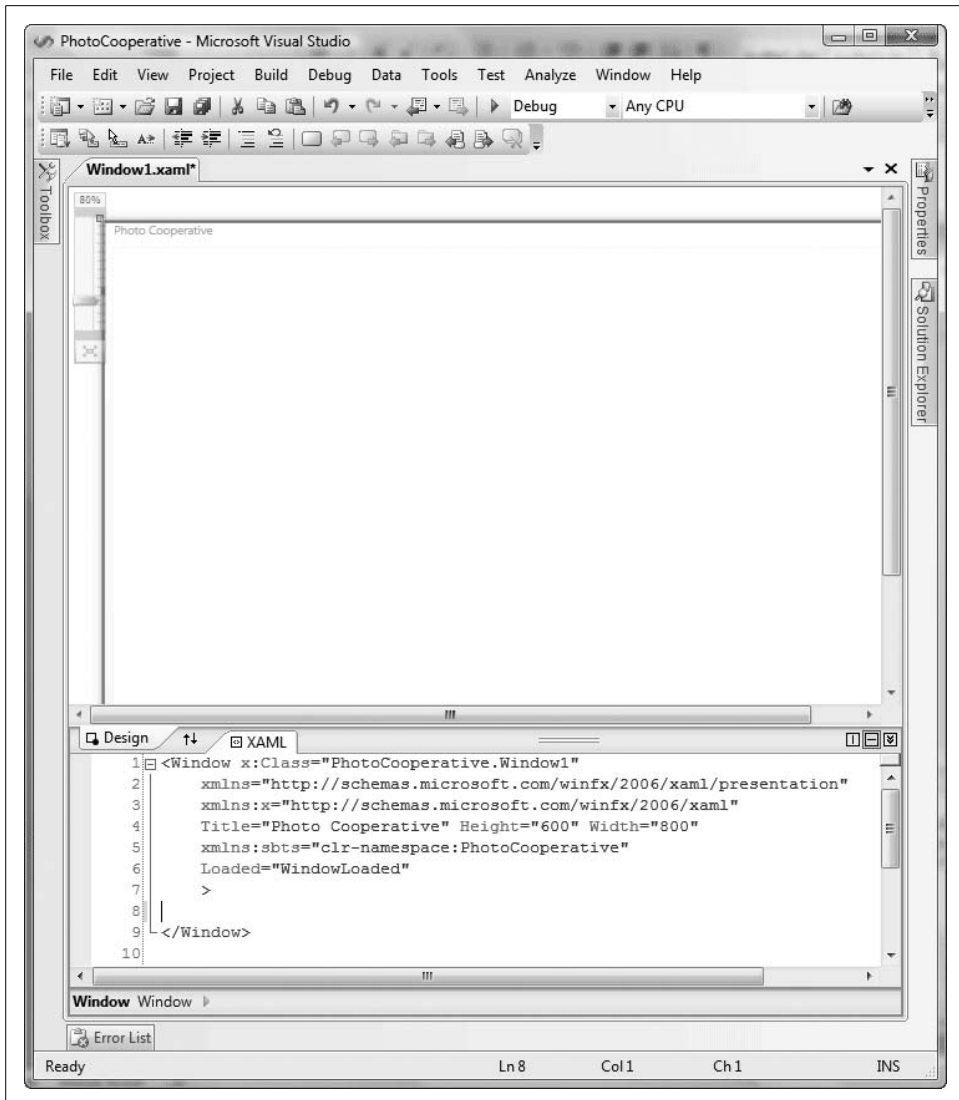 PhotoCooperative - Microsoft Visual Studio
File Edit View Project Build Debug Data Tools Test Analyze Window Help
Debug Any CPU
Window1.xaml*
Toolbox
Properties
Solution Explorer
80%
Photo Cooperative
Design XAML
1 <Window x:Class="PhotoCooperative.Window1"
2 xmlns="http://schemas.microsoft.com/winfx/2006/xaml/presentation"
3 xmlns:x="http://schemas.microsoft.com/winfx/2006/xaml"
4 Title="Photo Cooperative" Height="600" Width="800"
5 xmlns:sbts="clr-namespace:PhotoCooperative"
6 Loaded="WindowLoaded"
7 >
8
9 </Window>
10
Window Window
Error List
Ready Ln 8 Col 1 Ch 1 INS